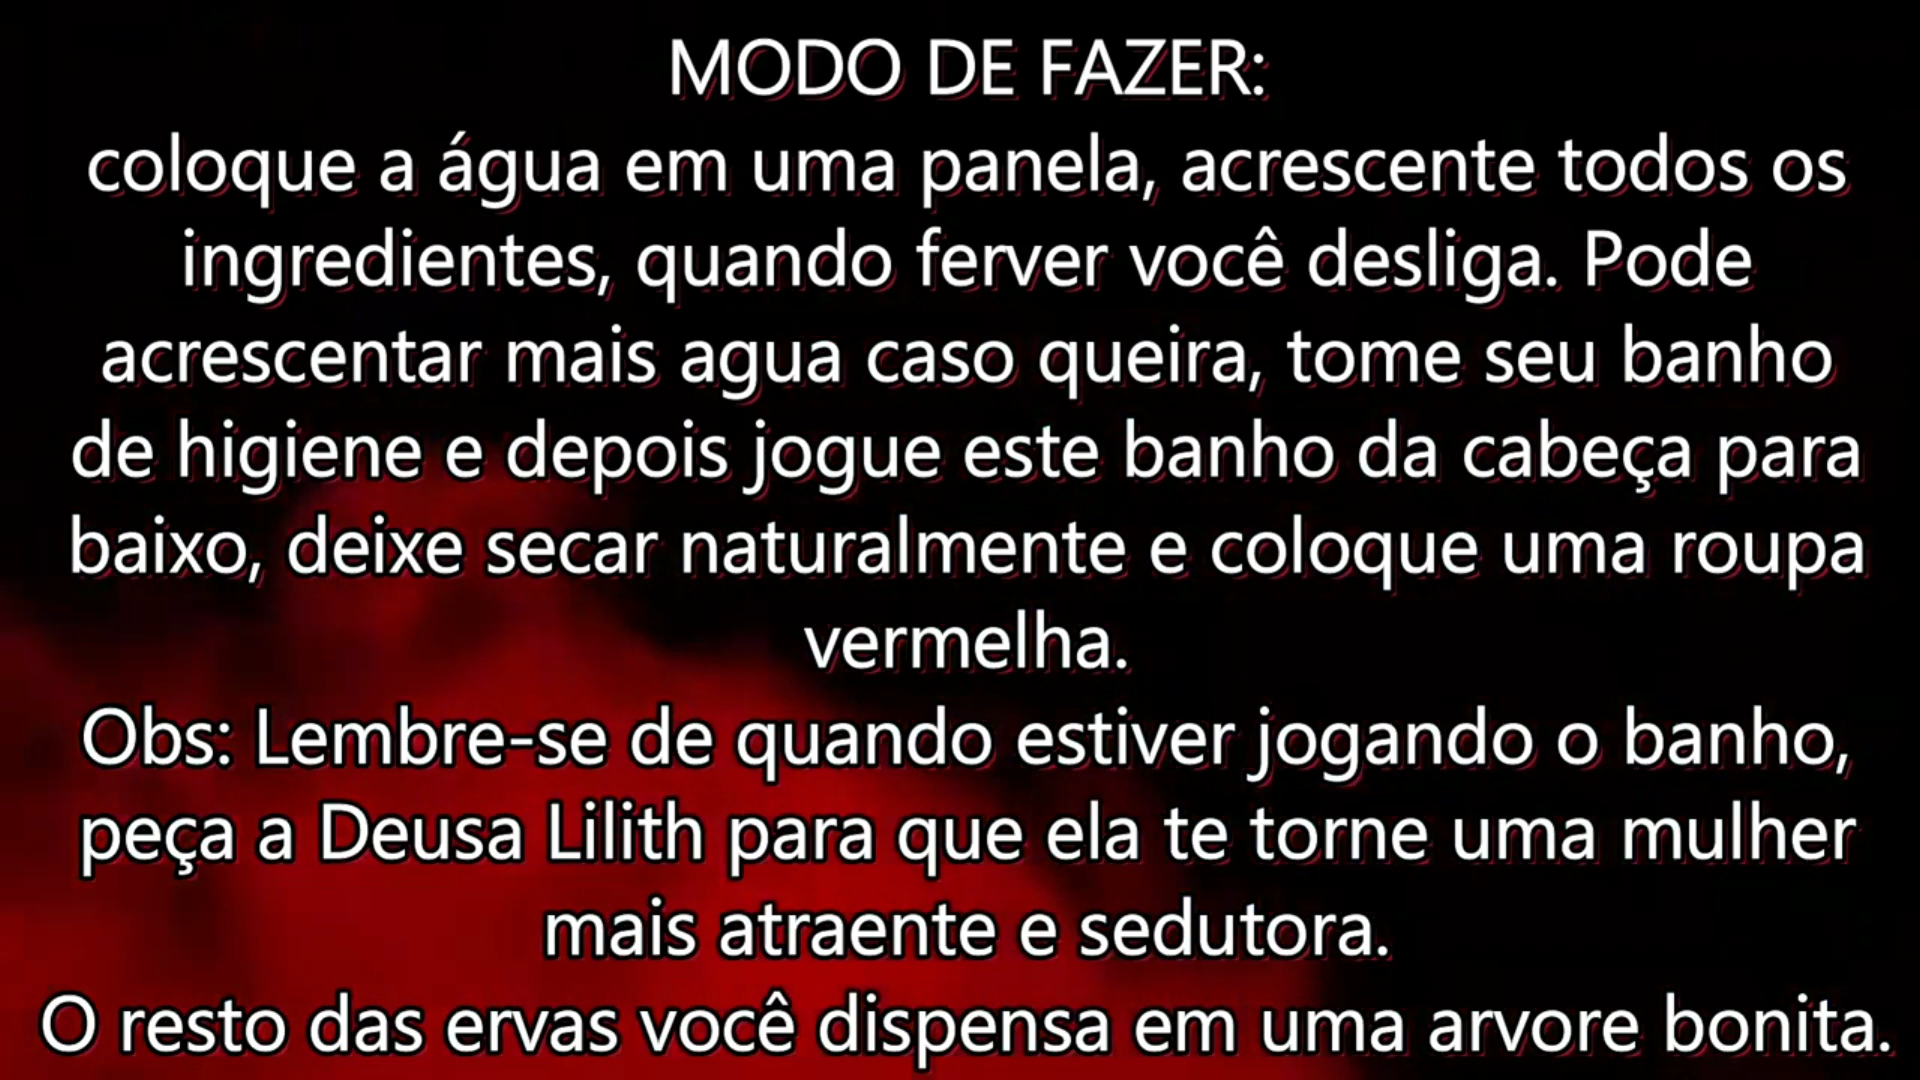 MODO DE FAZER:
coloque a água em uma panela, acrescente todos os
ingredientes, quando ferver você desliga. Pode
acrescentar mais agua caso queira, tome seu banho
de higiene e depois jogue este banho da cabeça para
baixo, deixe secar naturalmente e coloque uma roupa
vermelha.
Obs: Lembre-se de quando estiver jogando o banho,
peça a Deusa Lilith para que ela te torne uma mulher
mais atraente e sedutora.
O resto das ervas você dispensa em uma arvore bonita.